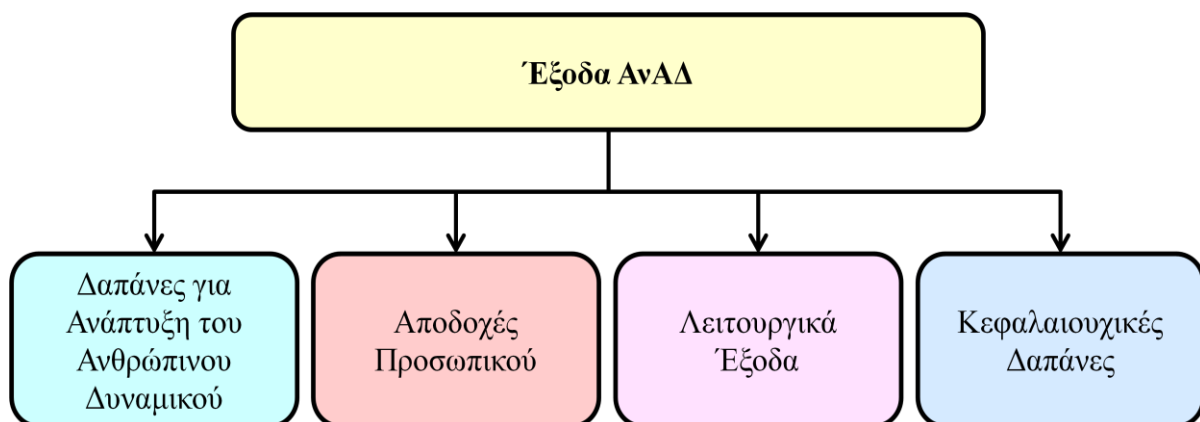 Έξοδα ΑνΑΔ
Δαπάνες για
Ανάπτυξη του
Ανθρώπινου
Δυναμικού
Αποδοχές
Προσωπικού
Λειτουργικά
Έξοδα
Κεφαλαιουχικές
Δαπάνες